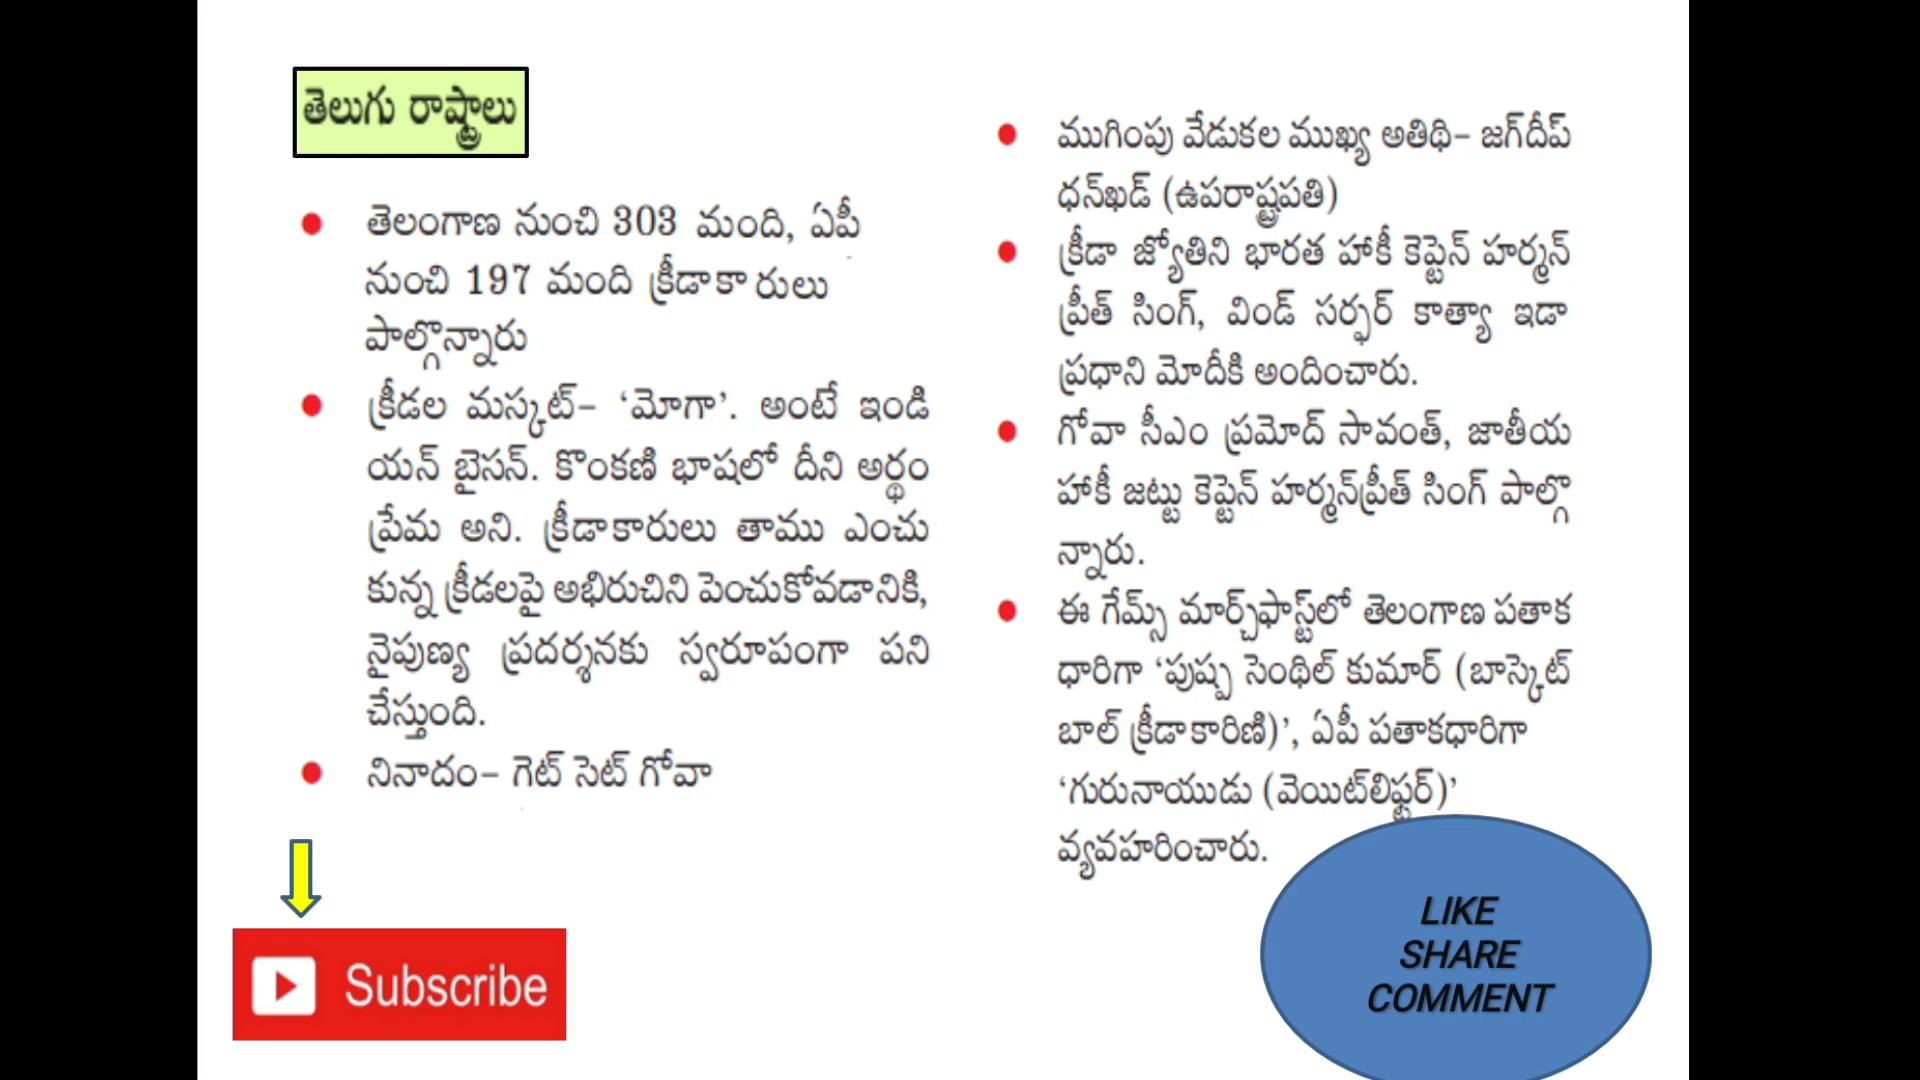 తెలుగు రాష్ట్రాలు
తెలంగాణ నుంచి 303 మంది, ఏపీ
నుంచి 197 మంది క్రీడాకారులు
పాల్గొన్నారు
క్రీడల మస్కట్– ‘మోగా’. అంటే ఇండి
యన్ బైసన్. కొంకణి భాషలో దీని అర్థం
ప్రేమ అని. క్రీడాకారులు తాము ఎంచు
కున్న క్రీడలపై అభిరుచిని పెంచుకోవడానికి,
నైపుణ్య ప్రదర్శనకు స్వరూపంగా పని
చేస్తుంది.
నినాదం– గెట్ సెట్ గోవా
ముగింపు వేడుకల ముఖ్య అతిథి– జగ్‌దీప్
ధన్‌ఖడ్ (ఉపరాష్ట్రపతి)
క్రీడా జ్యోతిని భారత హాకీ కెప్టెన్ హర్మన్
ప్రీత్ సింగ్, విండ్ సర్ఫర్ కాత్యా ఇడా
ప్రధాని మోదీకి అందించారు.
గోవా సీఎం ప్రమోద్ సావంత్, జాతీయ
హాకీ జట్టు కెప్టెన్ హర్మన్‌ప్రీత్ సింగ్ పాల్గొ
న్నారు.
ఈ గేమ్స్ మార్చ్‌ఫాస్ట్‌లో తెలంగాణ పతాక
ధారిగా ‘పుష్ప సెంథిల్ కుమార్ (బాస్కెట్
బాల్ క్రీడాకారిణి)’, ఏపీ పతాకధారిగా
‘గురునాయుడు (వెయిట్‌లిఫ్టర్)’
వ్యవహరించారు.
Subscribe
LIKE
SHARE
COMMENT